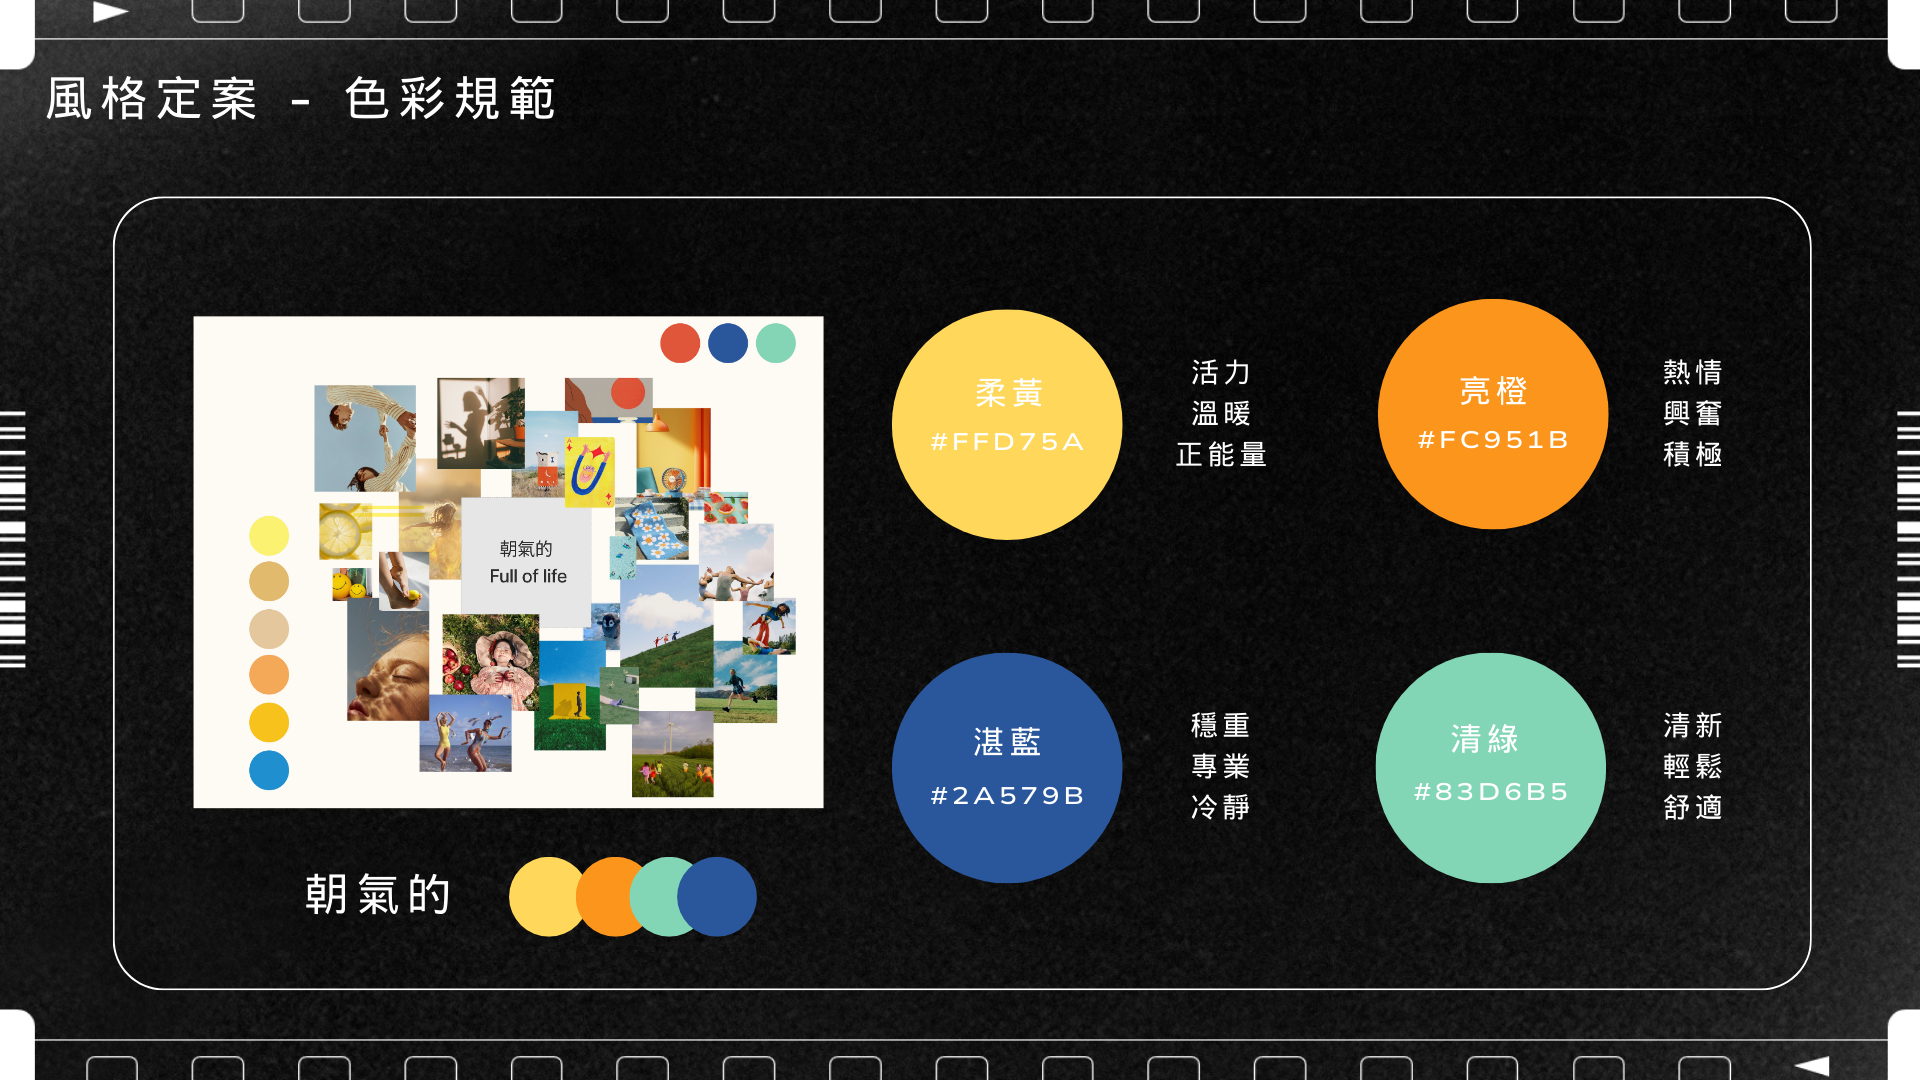 風格定案 - 色彩規範
朝氣的
Full of life
朝氣的
柔黃
#FFD75A
活力
溫暖
正能量
亮橙
#FC951B
熱情
興奮
積極
湛藍
#2A579B
穩重
專業
冷靜
清綠
#83D6B5
清新
輕鬆
舒適